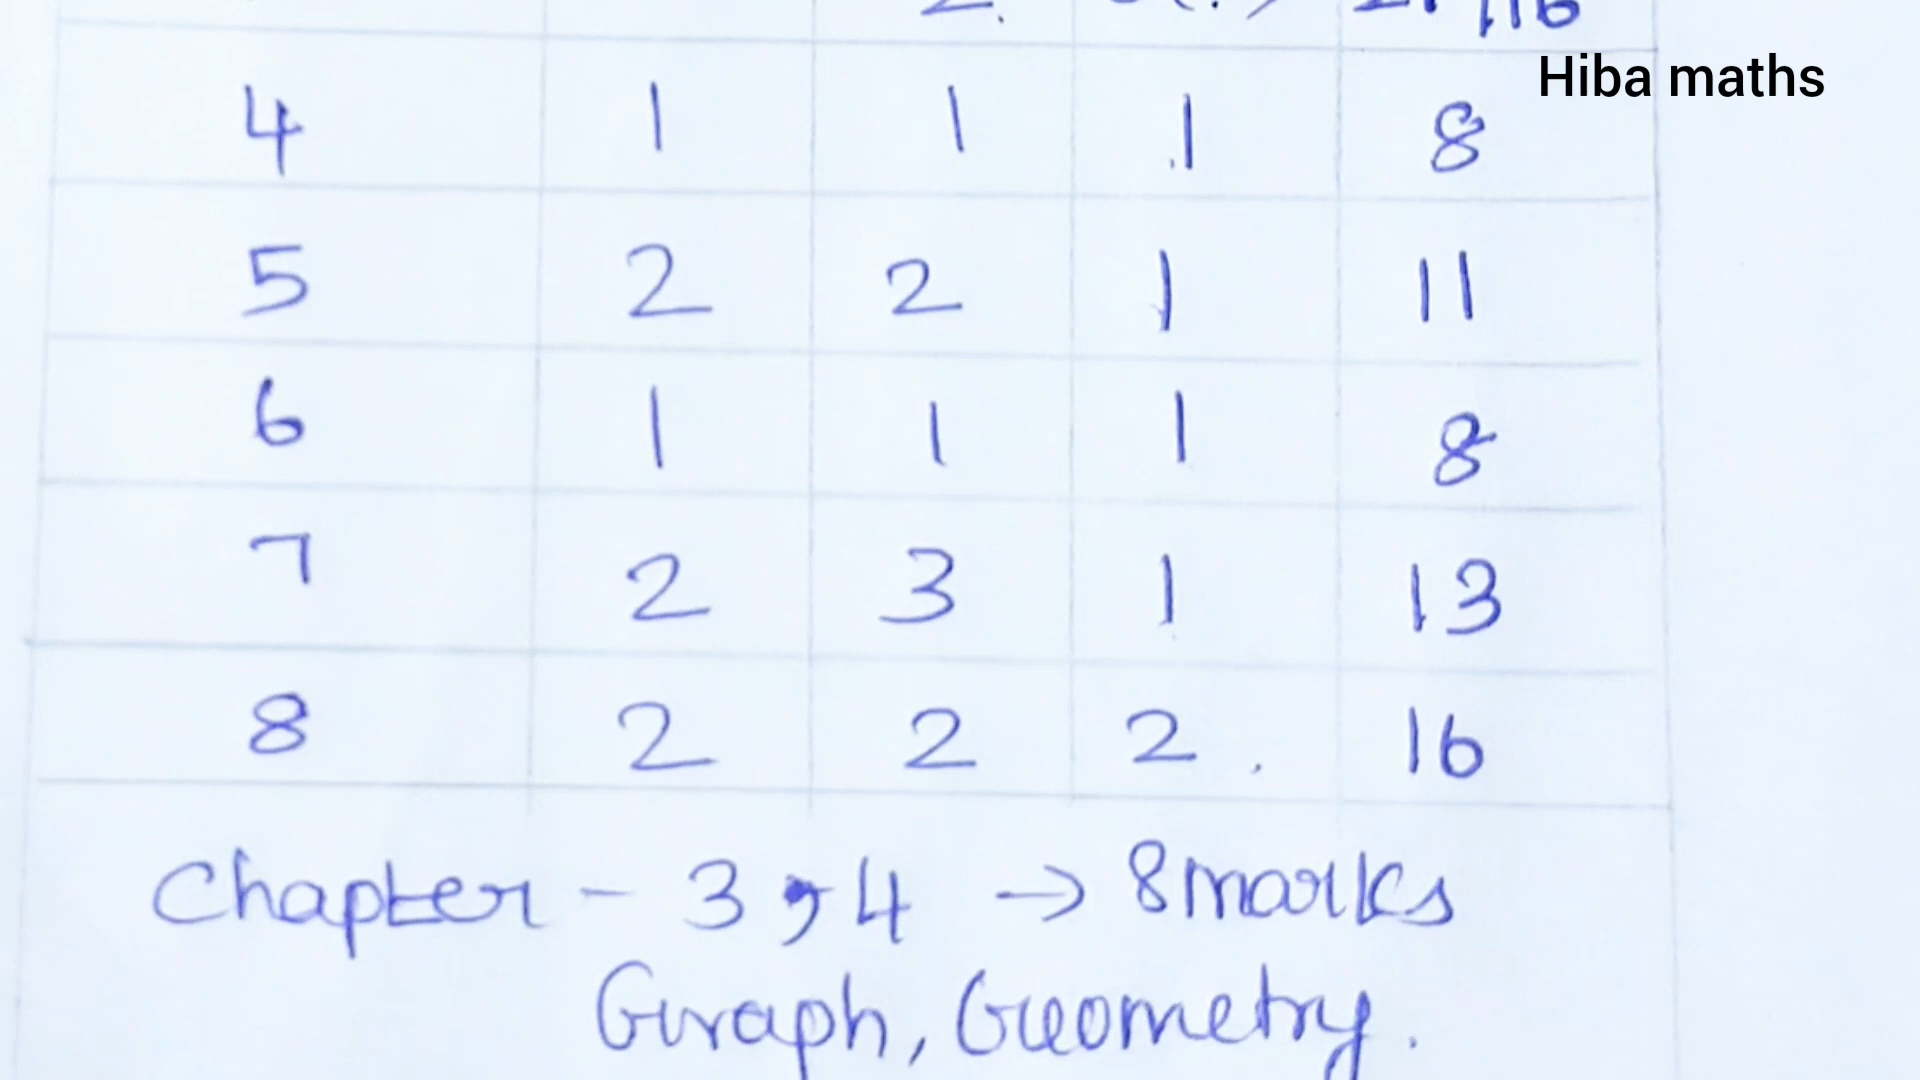 Hiba maths
4 1 1 1 8
5 2 2 1 11
6 1 1 1 8
7 2 3 1 13
8 2 2 2. 16
Chapter - 3, 4 → 8 marks
Graph, Geometry.